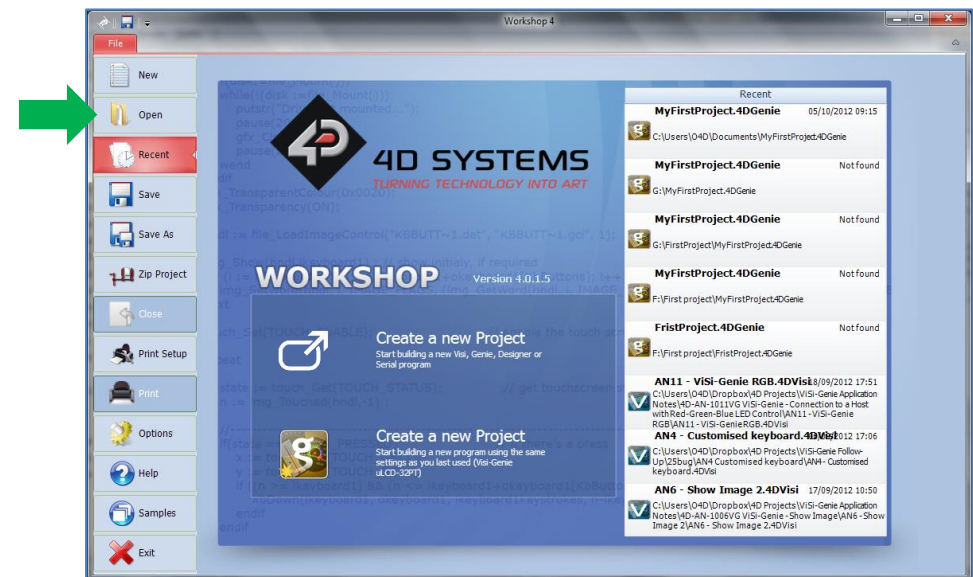 Workshop 4
File
New
Open
Recent
Save
Save As
Zip Project
Close
Print Setup
Print
Options
Help
Samples
Exit
4D SYSTEMS
TURNING TECHNOLOGY INTO ART
WORKSHOP Version 4.0.1.5
Create a new Project
Start building a new Visi, Genie, Designer or
Serial program
Create a new Project
Start building a new program using the same
settings as you last used (Visi-Genie
uLCD-32PT)
Recent
MyFirstProject.4DGenie 05/10/2012 09:15
C:\Users\O4D\Documents\MyFirstProject.4DGenie
MyFirstProject.4DGenie Not found
G:\MyFirstProject.4DGenie
MyFirstProject.4DGenie Not found
G:\FirstProject\MyFirstProject.4DGenie
MyFirstProject.4DGenie Not found
F:\First project\MyFirstProject.4DGenie
FristProject.4DGenie Not found
F:\First project\FristProject.4DGenie
AN11 - ViSi-Genie RGB.4DVisi 8/09/2012 17:51
C:\Users\O4D\Dropbox\4D Projects\ViSi-Genie Application
Notes\4D-AN-1011VG ViSi-Genie - Connection to a Host
with Red-Green-Blue LED Control\AN11 - ViSi-Genie
RGB\AN11 - ViSi-GenieRGB.4DVisi
AN4 - Customised keyboard.4DVisi 2012 17:06
C:\Users\O4D\Dropbox\4D Projects\ViSi-Genie Follow-
Up\25bug\AN4 Customised keyboard\AN4- Customised
keyboard.4DVisi
AN6 - Show Image 2.4DVisi 17/09/2012 10:50
C:\Users\O4D\Dropbox\4D Projects\ViSi-Genie Application
Notes\4D-AN-1006VG ViSi-Genie - Show Image\AN6 - Show
Image 2\AN6 - Show Image 2.4DVisi